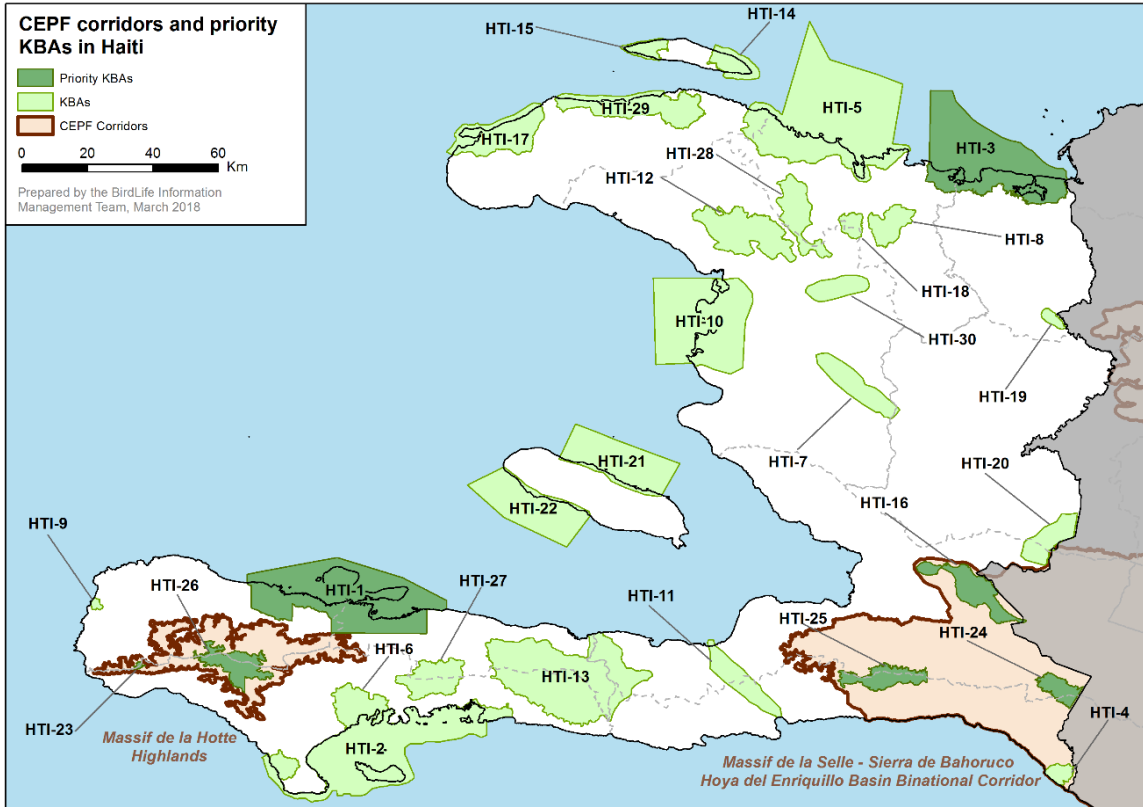 CEPF corridors and priority
KBAs in Haiti
Priority KBAs
KBAs
CEPF Corridors
0 20 40 60
Km
Prepared by the BirdLife Information
Management Team, March 2018
HTI-15
HTI-14
HTI-29
HTI-5
HTI-17
HTI-3
HTI-28
HTI-12
HTI-8
HTI-18
HTI-10
HTI-30
HTI-19
HTI-7
HTI-21
HTI-20
HTI-22
HTI-16
HTI-9
HTI-26
HTI-1
HTI-27
HTI-11
HTI-25
HTI-24
HTI-6
HTI-13
HTI-23
HTI-4
HTI-2
Massif de la Hotte
Highlands
Massif de la Selle - Sierra de Bahoruco
Hoya del Enriquillo Basin Binational Corridor